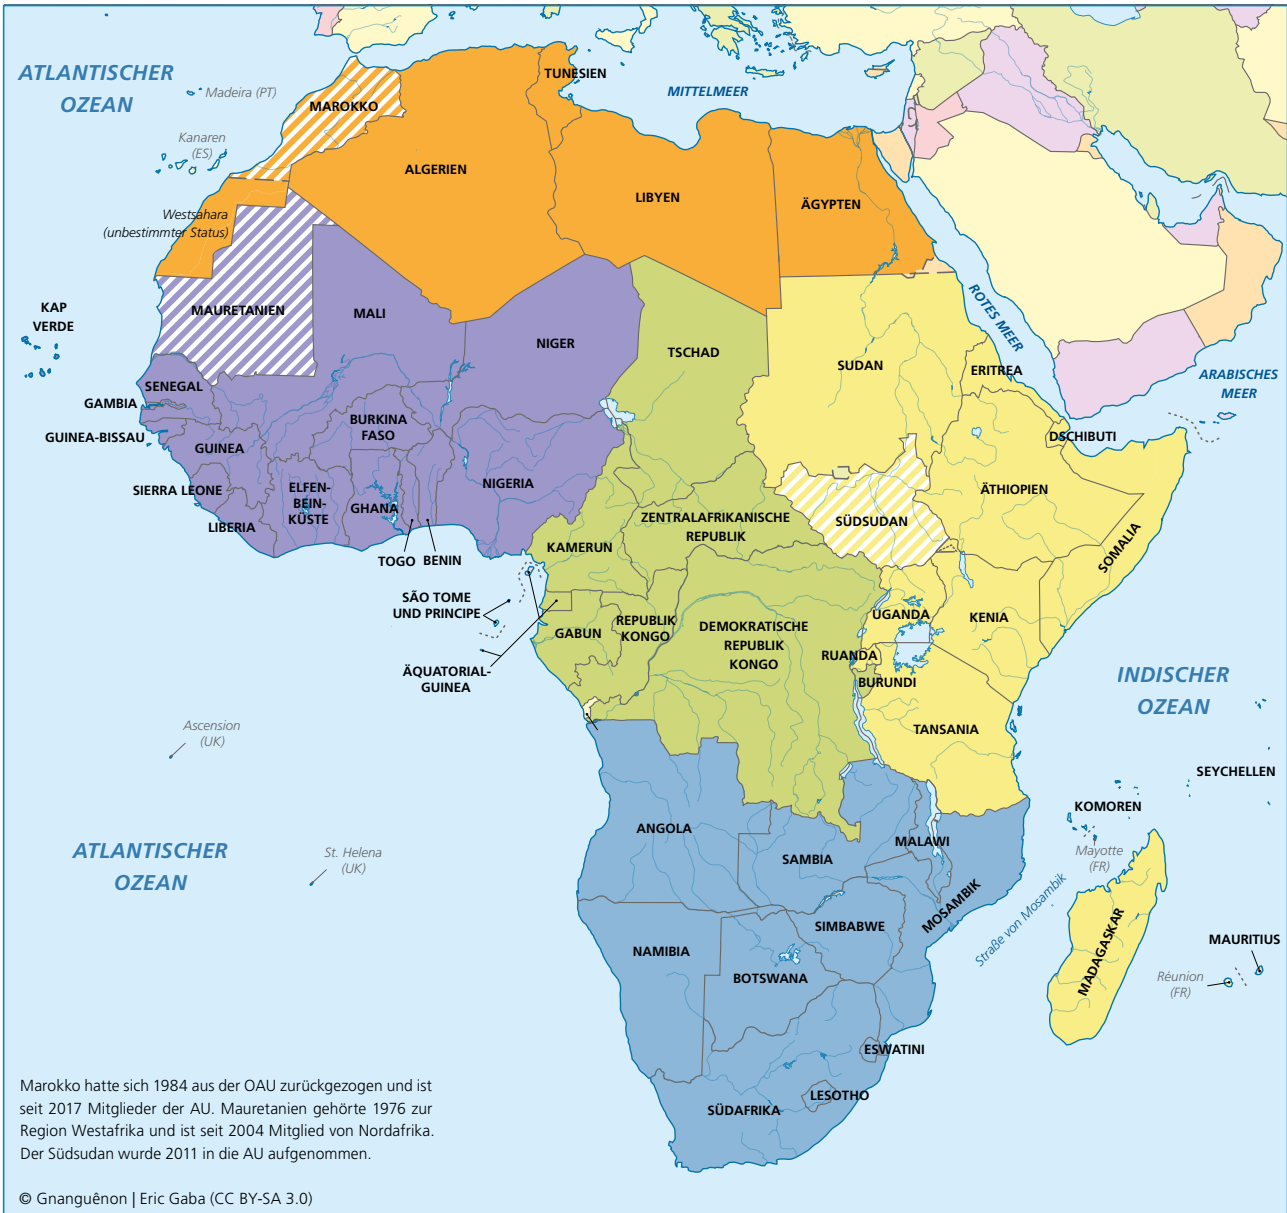 ATLANTISCHER
OZEAN
Madeira (PT)
Kanaren
(ES)
MAROKKO
TUNESIEN
MITTELMEER
ALGERIEN
LIBYEN
ÄGYPTEN
Westsahara
(unbestimmter Status)
KAP
VERDE
MAURETANIEN
MALI
NIGER
TSCHAD
SUDAN
ERITREA
ROTES MEER
ARABISCHES
MEER
SENEGAL
GAMBIA
GUINEA-BISSAU
GUINEA
SIERRA LEONE
LIBERIA
ELFEN-
BEIN-
KÜSTE
BURKINA
FASO
GHANA
TOGO
BENIN
NIGERIA
DSCHIBUTI
ÄTHIOPIEN
SOMALIA
SÜDSUDAN
ZENTRALAFRIKANISCHE
REPUBLIK
KAMERUN
SÃO TOME
UND PRINCIPE
ÄQUATORIAL-
GUINEA
GABUN
REPUBLIK
KONGO
DEMOKRATISCHE
REPUBLIK
KONGO
UGANDA
KENIA
RUANDA
BURUNDI
TANSANIA
INDISCHER
OZEAN
Ascension
(UK)
SEYCHELLEN
KOMOREN
Mayotte
(FR)
ATLANTISCHER
OZEAN
St. Helena
(UK)
ANGOLA
SAMBIA
MALAWI
MOSAMBIK
Straße von Mosambik
MADAGASKAR
MAURITIUS
Réunion
(FR)
SIMBABWE
NAMIBIA
BOTSWANA
ESWATINI
LESOTHO
SÜDAFRIKA
Marokko hatte sich 1984 aus der OAU zurückgezogen und ist
seit 2017 Mitglieder der AU. Mauretanien gehörte 1976 zur
Region Westafrika und ist seit 2004 Mitglied von Nordafrika.
Der Südsudan wurde 2011 in die AU aufgenommen.
© Gnanguênon | Eric Gaba (CC BY-SA 3.0)